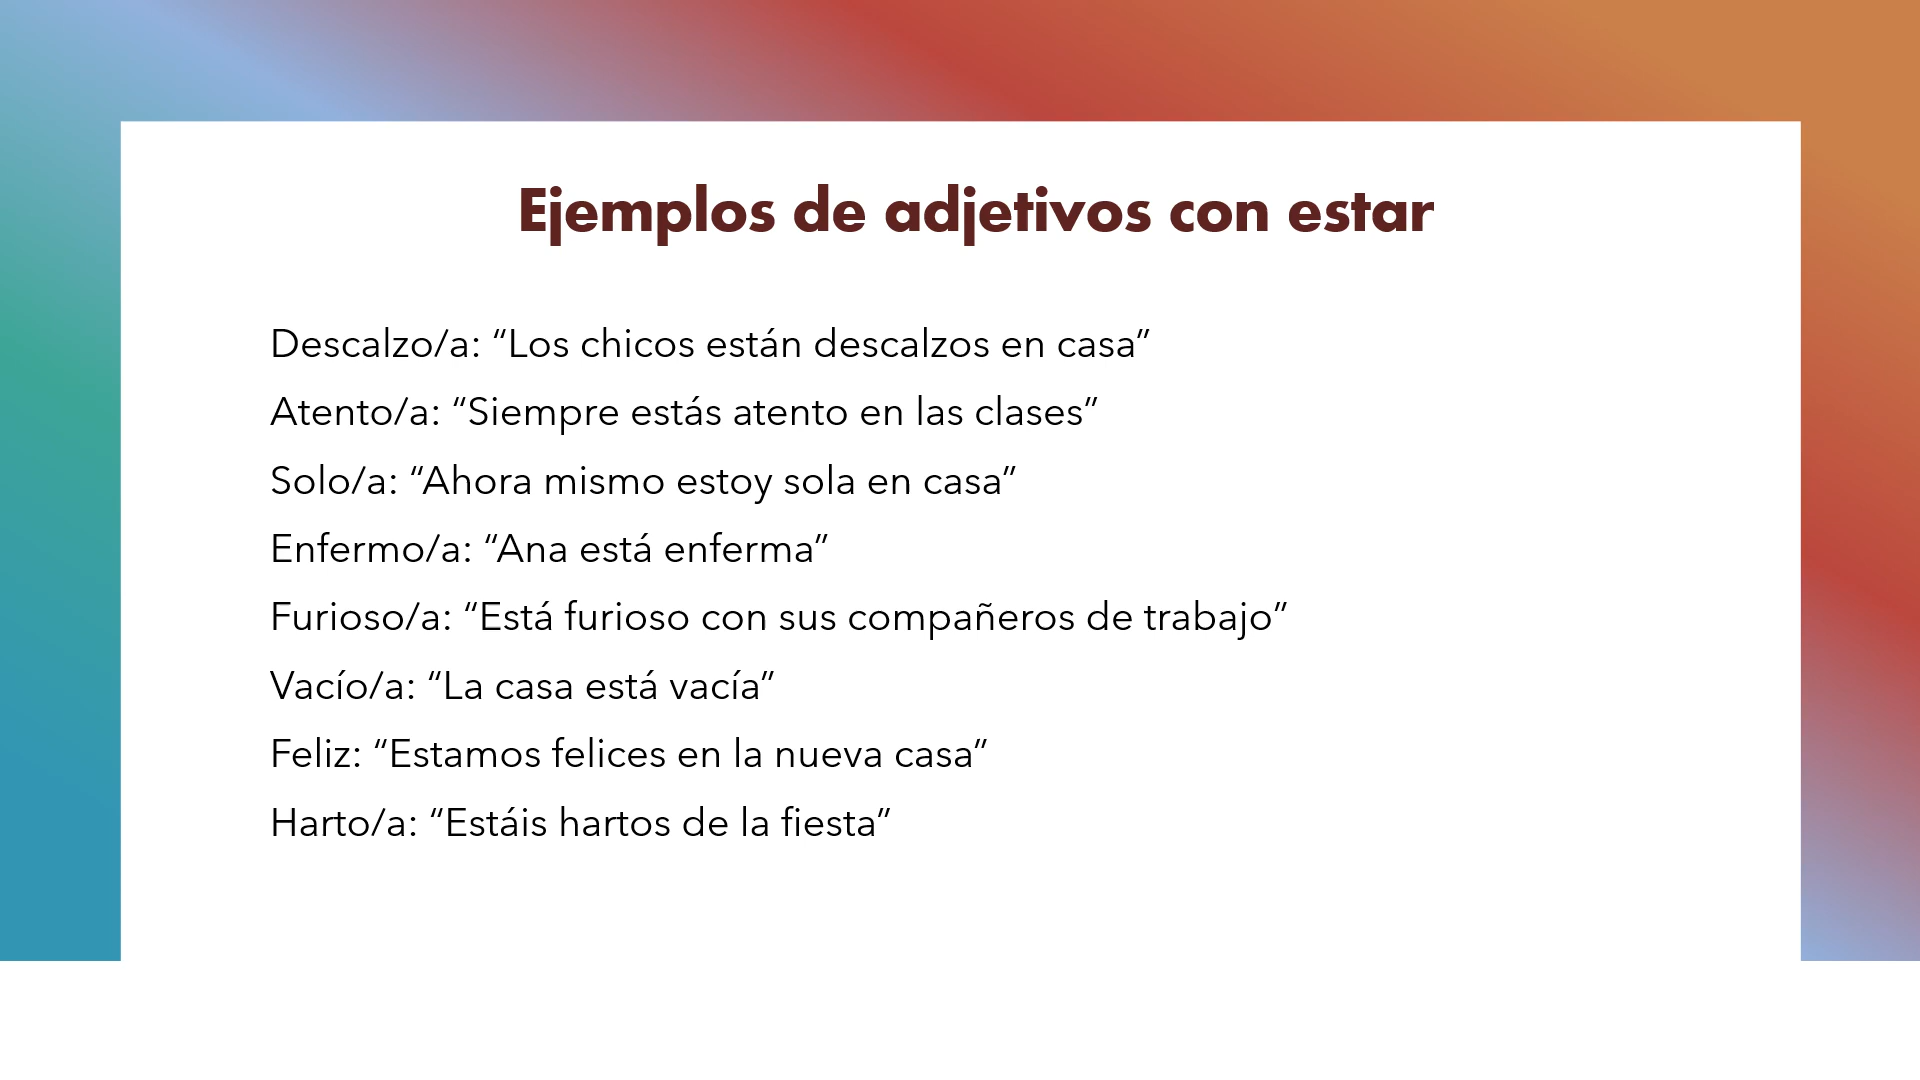 Ejemplos de adjetivos con estar
Descalzo/a: “Los chicos están descalzos en casa”
Atento/a: “Siempre estás atento en las clases”
Solo/a: “Ahora mismo estoy sola en casa”
Enfermo/a: “Ana está enferma”
Furioso/a: “Está furioso con sus compañeros de trabajo”
Vacío/a: “La casa está vacía”
Feliz: “Estamos felices en la nueva casa”
Harto/a: “Estáis hartos de la fiesta”